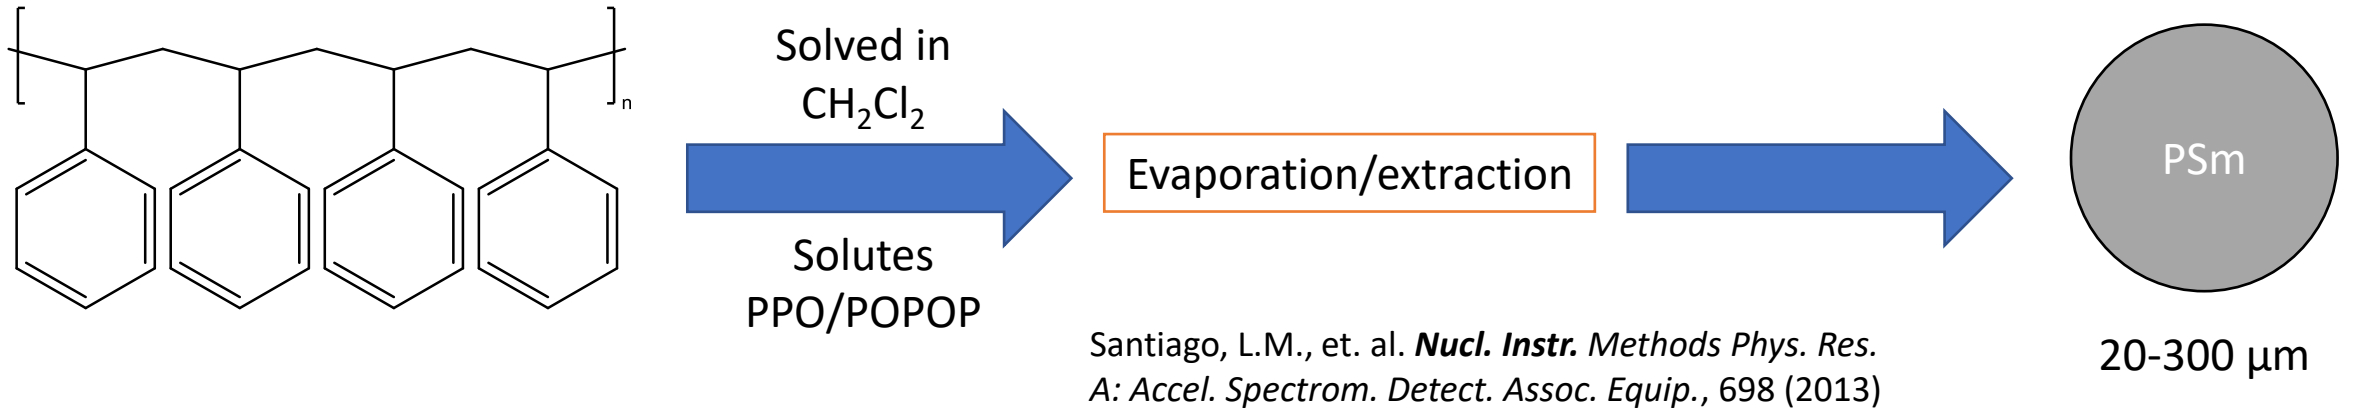 n
Solved in
CH₂Cl₂
Solutes
PPO/POPOP
Evaporation/extraction
Santiago, L.M., et. al. Nucl. Instr. Methods Phys. Res.
A: Accel. Spectrom. Detect. Assoc. Equip., 698 (2013)
PSm
20-300 µm